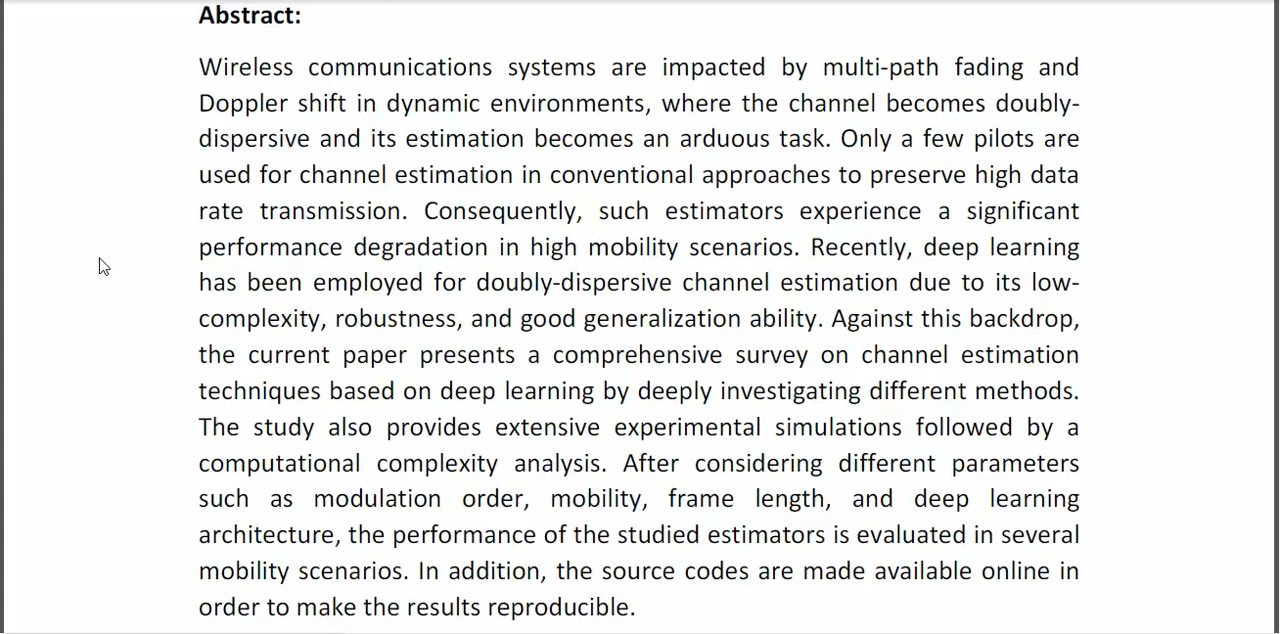 Abstract:
Wireless communications systems are impacted by multi-path fading and
Doppler shift in dynamic environments, where the channel becomes doubly-
dispersive and its estimation becomes an arduous task. Only a few pilots are
used for channel estimation in conventional approaches to preserve high data
rate transmission. Consequently, such estimators experience a significant
performance degradation in high mobility scenarios. Recently, deep learning
has been employed for doubly-dispersive channel estimation due to its low-
complexity, robustness, and good generalization ability. Against this backdrop,
the current paper presents a comprehensive survey on channel estimation
techniques based on deep learning by deeply investigating different methods.
The study also provides extensive experimental simulations followed by a
computational complexity analysis. After considering different parameters
such as modulation order, mobility, frame length, and deep learning
architecture, the performance of the studied estimators is evaluated in several
mobility scenarios. In addition, the source codes are made available online in
order to make the results reproducible.